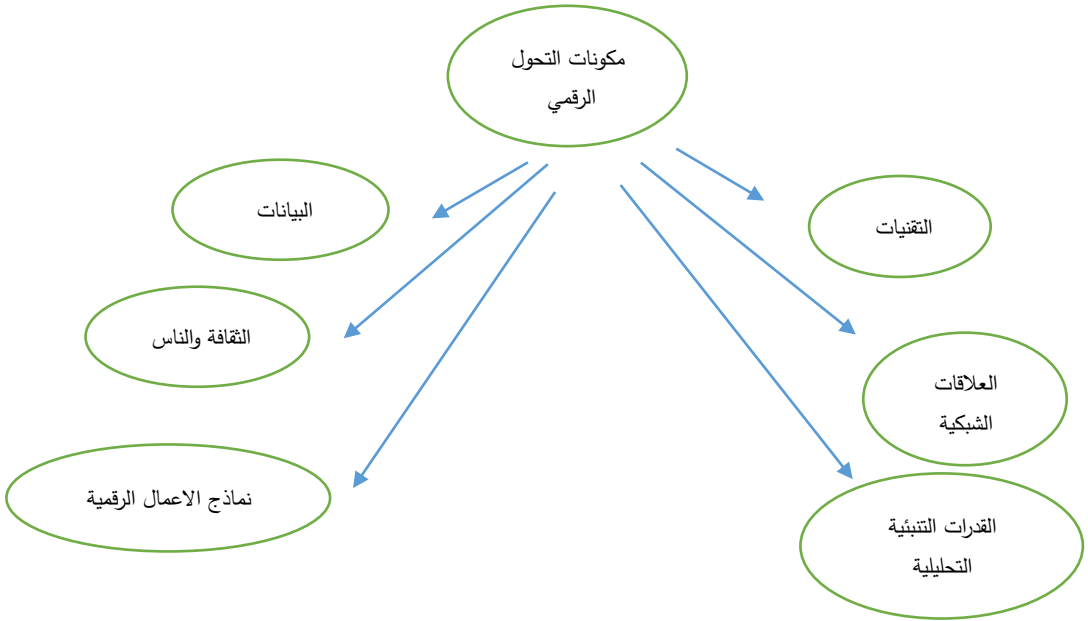 مكونات التحول
الرقمي
التقنيات
البيانات
العلاقات
الشبكية
الثقافة والناس
القدرات التنبئية
التحليلية
نماذج الاعمال الرقمية